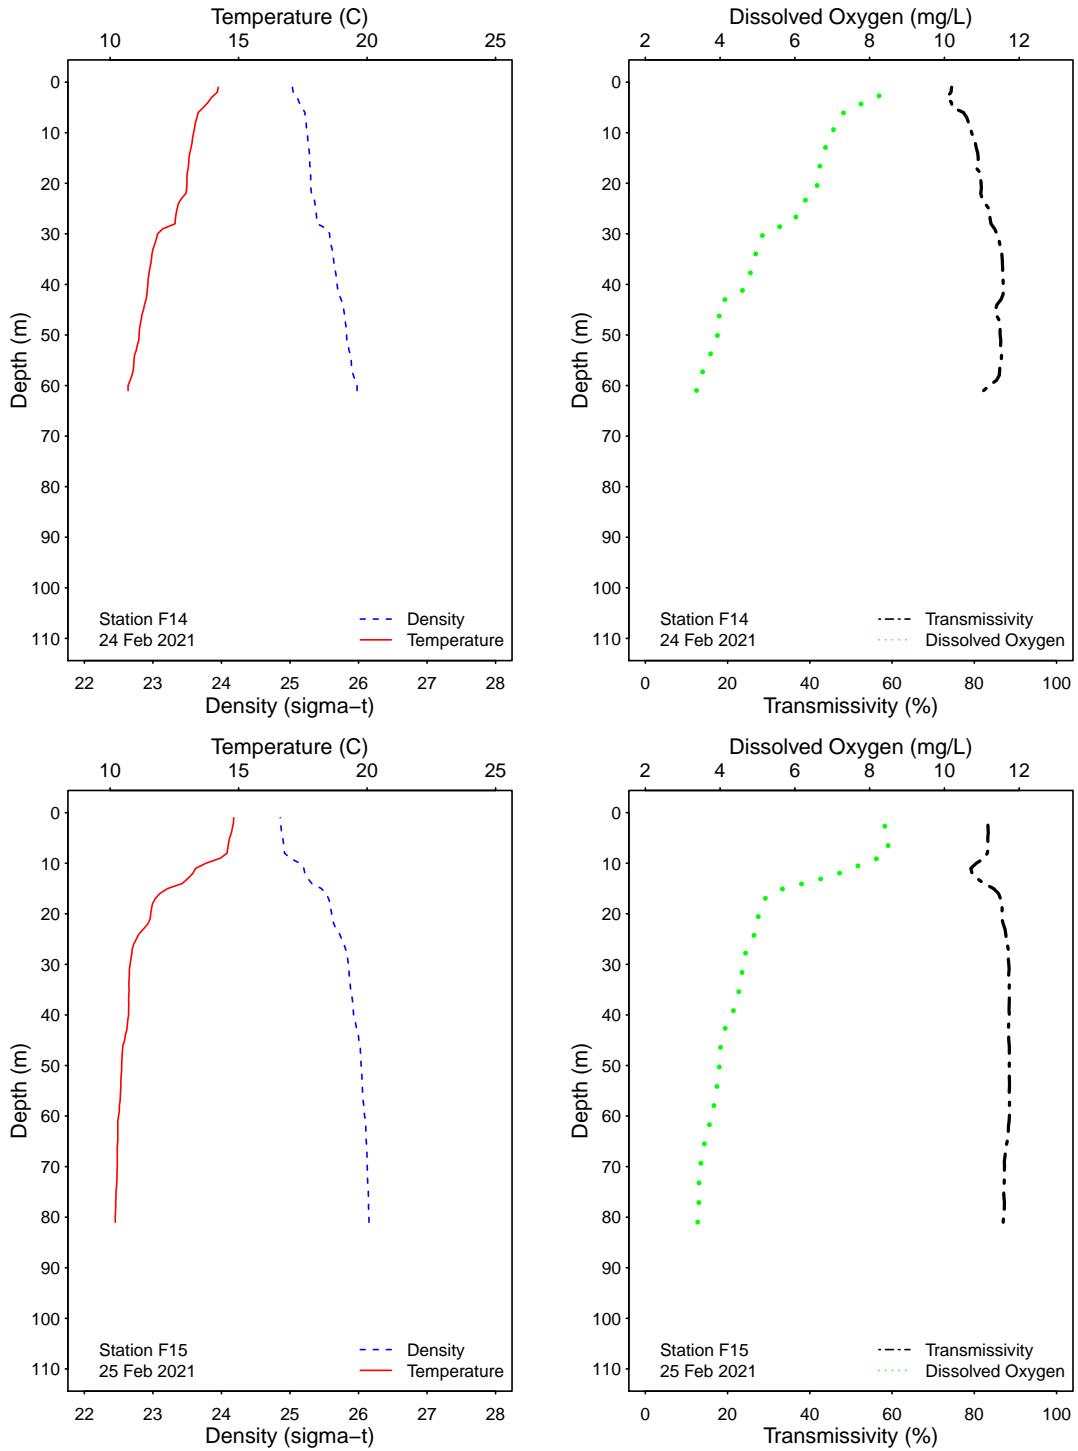 Temperature (C)
10 15 20 25
0
10
20
30
40
50
60
70
80
90
100
110
Depth (m)
Station F14
24 Feb 2021
Density
Temperature
22 23 24 25 26 27 28
Density (sigma−t)
Dissolved Oxygen (mg/L)
2 4 6 8 10 12
0
10
20
30
40
50
60
70
80
90
100
110
Depth (m)
Station F14
24 Feb 2021
Transmissivity
Dissolved Oxygen
0 20 40 60 80 100
Transmissivity (%)
Temperature (C)
10 15 20 25
0
10
20
30
40
50
60
70
80
90
100
110
Depth (m)
Station F15
25 Feb 2021
Density
Temperature
22 23 24 25 26 27 28
Density (sigma−t)
Dissolved Oxygen (mg/L)
2 4 6 8 10 12
0
10
20
30
40
50
60
70
80
90
100
110
Depth (m)
Station F15
25 Feb 2021
Transmissivity
Dissolved Oxygen
0 20 40 60 80 100
Transmissivity (%)